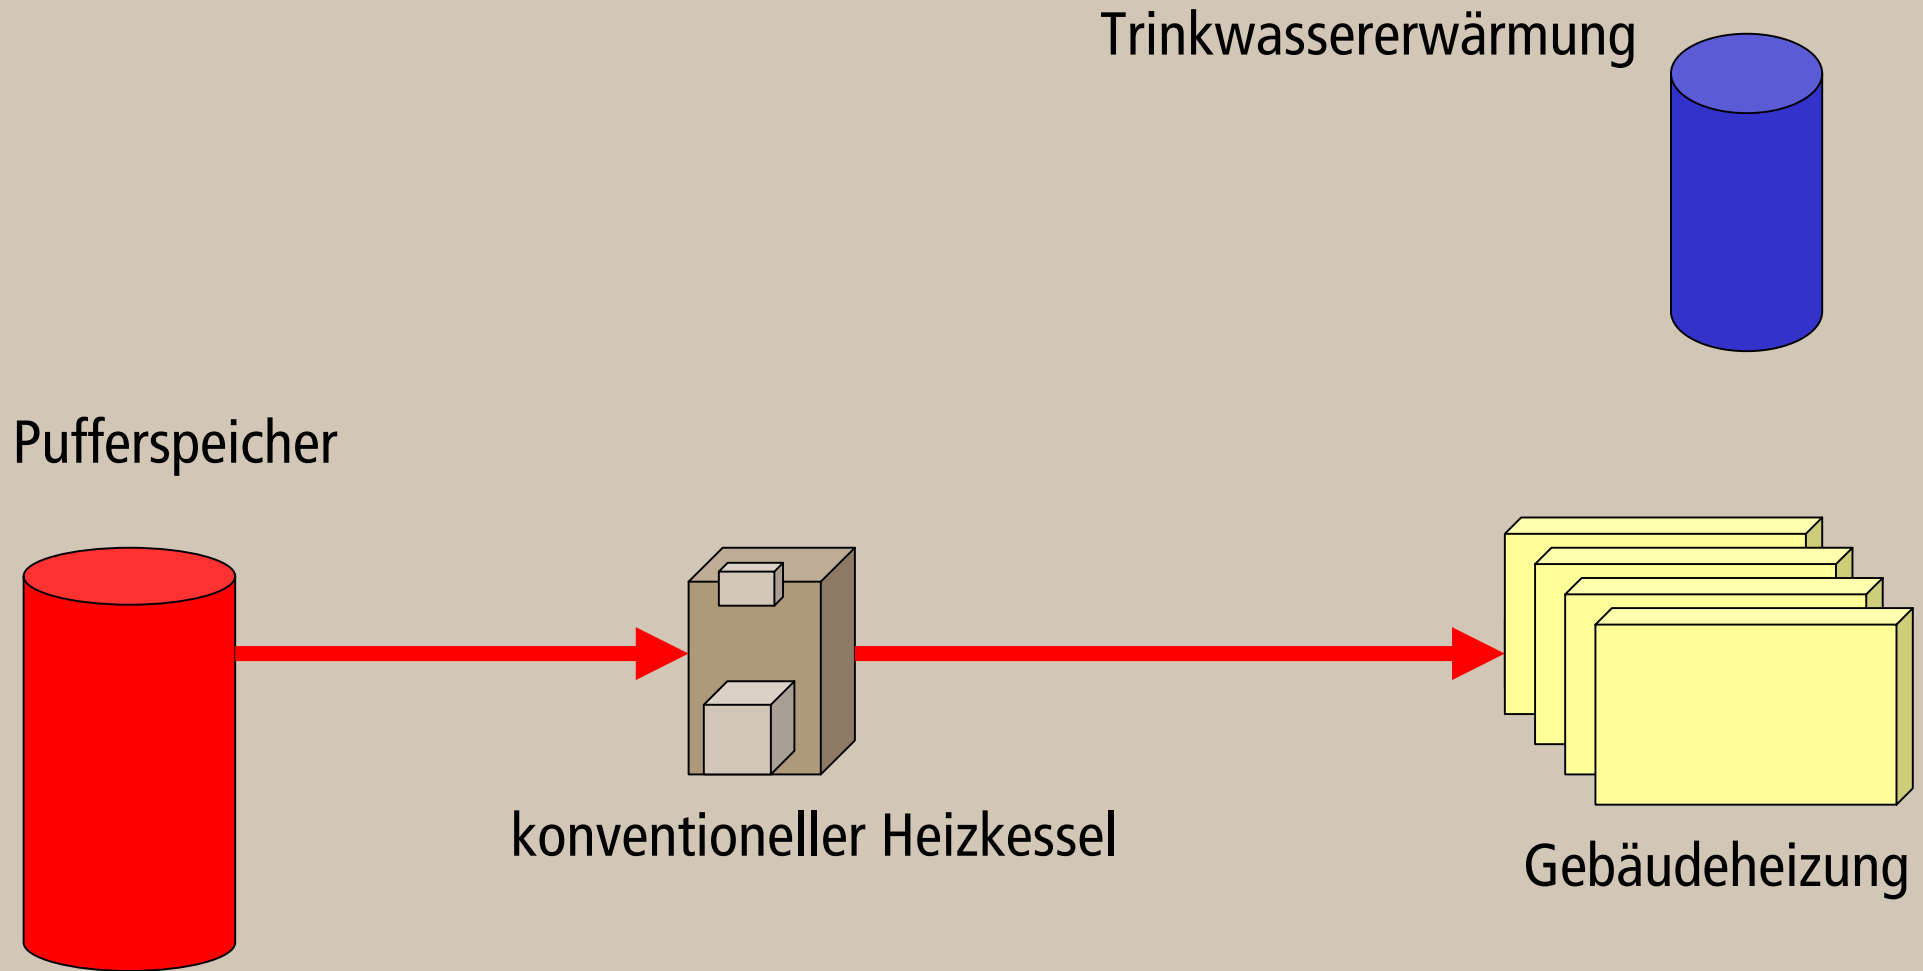 Trinkwassererwärmung
Pufferspeicher
konventioneller Heizkessel
Gebäudeheizung